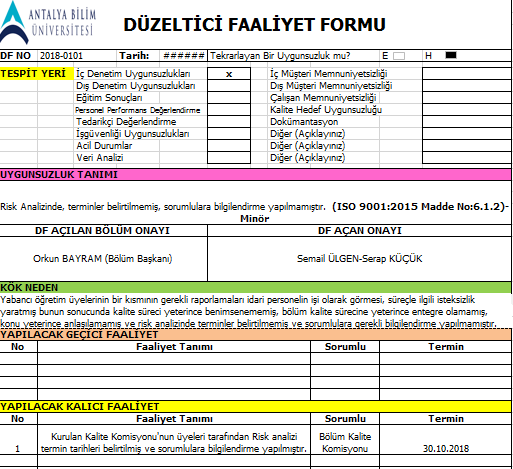 ANTALYA BİLİM
ÜNİVERSİTESİ
DÜZELTİCİ FAALİYET FORMU
DF NO 2018-0101 Tarih: ###### Tekrarlayan Bir Uygunsuzluk mu? E H
TESPİT YERİ İç Denetim Uygunsuzlukları x İç Müşteri Memnuniyetsizliği
Dış Denetim Uygunsuzlukları Dış Müşteri Memnuniyetsizliği
Eğitim Sonuçları Çalışan Memnuniyetsizliği
Personel Performans Değerlendirme Kalite Hedef Uygunsuzluğu
Tedarikçi Değerlendirme Dokümantasyon
İşgüvenliği Uygunsuzlukları Diğer (Açıklayınız)
Acil Durumlar Diğer (Açıklayınız)
Veri Analizi Diğer (Açıklayınız)
UYGUNSUZLUK TANIMI
Risk Analizinde, terminler belirtilmemiş, sorumlulara bilgilendirme yapılmamıştır. (ISO 9001:2015 Madde No:6.1.2)-
Minör
DF AÇILAN BÖLÜM ONAYI DF AÇAN ONAYI
Orkun BAYRAM (Bölüm Başkanı) Semail ÜLGEN-Serap KÜÇÜK
KÖK NEDEN
Yabancı öğretim üyelerinin bir kısmının gerekli raporlamaları idari personelin işi olarak görmesi, süreçle ilgili isteksizlik
yaratmış bunun sonucunda kalite süreci yeterince benimsenememiş, bölüm kalite sürecine yeterince entegre olamamış,
konu yeterince anlaşılamamış ve risk analizinde terminler belirtilmemiş ve sorumlulara gerekli bilgilendirme yapılmamıştır.
YAPILACAK GEÇİCİ FAALİYET
No Faaliyet Tanımı Sorumlu Termin
YAPILACAK KALICI FAALİYET
No Faaliyet Tanımı Sorumlu Termin
1 Kurulan Kalite Komisyonu'nun üyeleri tarafından Risk analizi Bölüm Kalite 30.10.2018
termin tarihleri belirtilmiş ve sorumlulara bilgilendirme yapılmıştır. Komisyonu